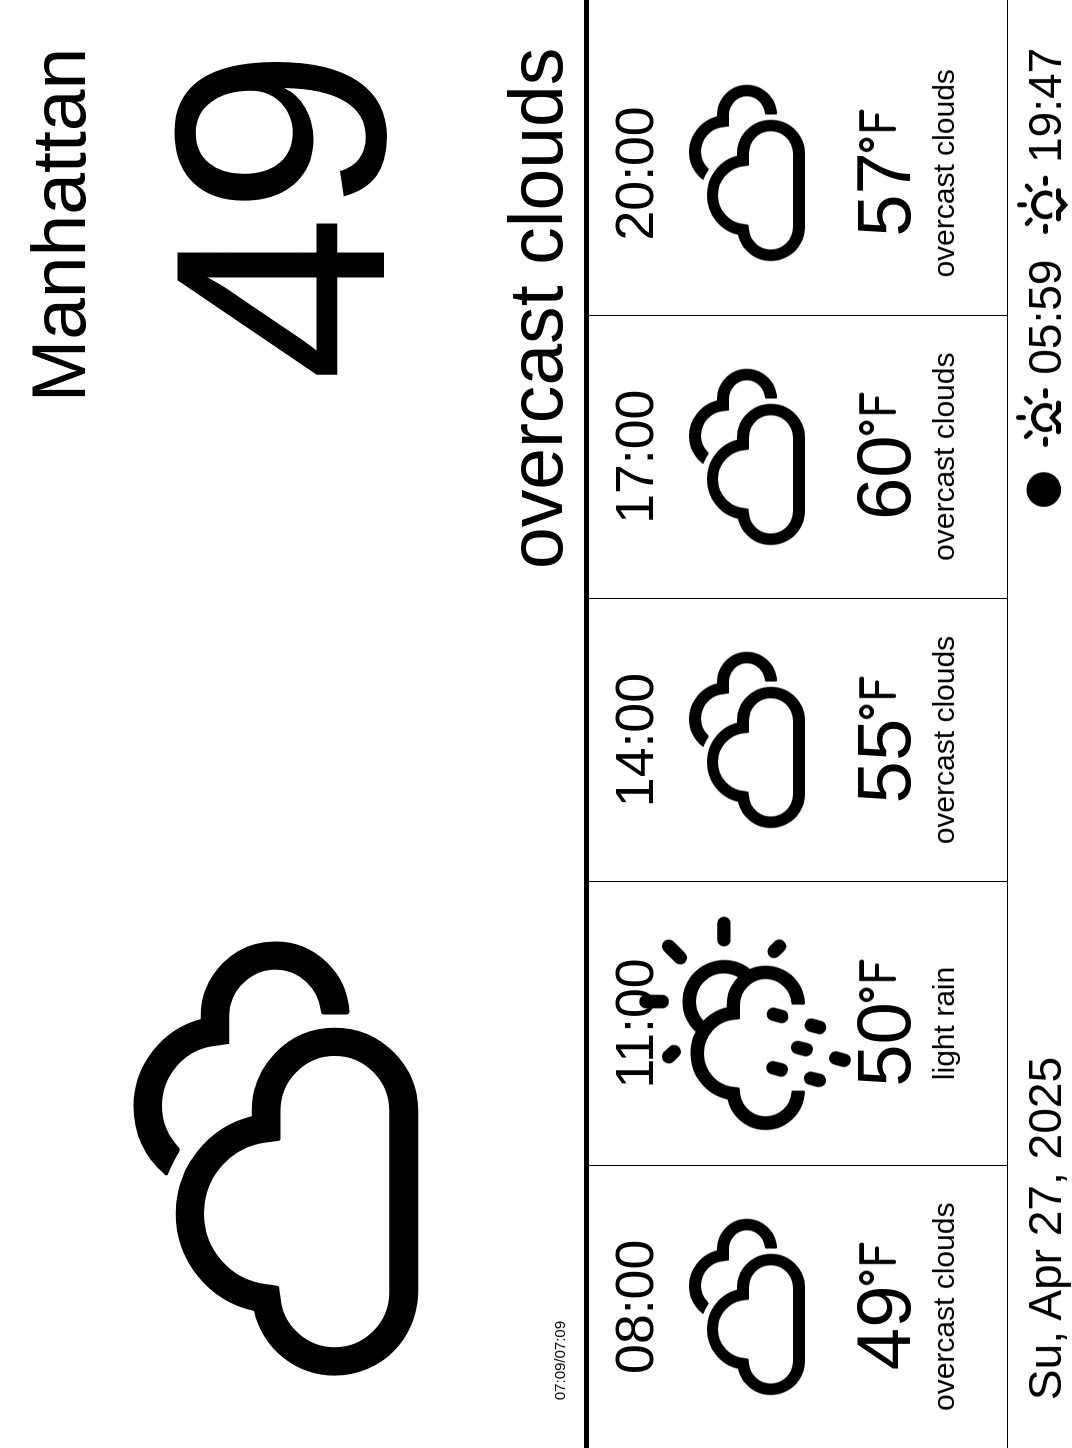 Manhattan
49
overcast clouds
07:09/07:09
08:00
49°F
overcast clouds
11:00
50°F
light rain
14:00
55°F
overcast clouds
17:00
60°F
overcast clouds
20:00
57°F
overcast clouds
Su, Apr 27, 2025
05:59 19:47